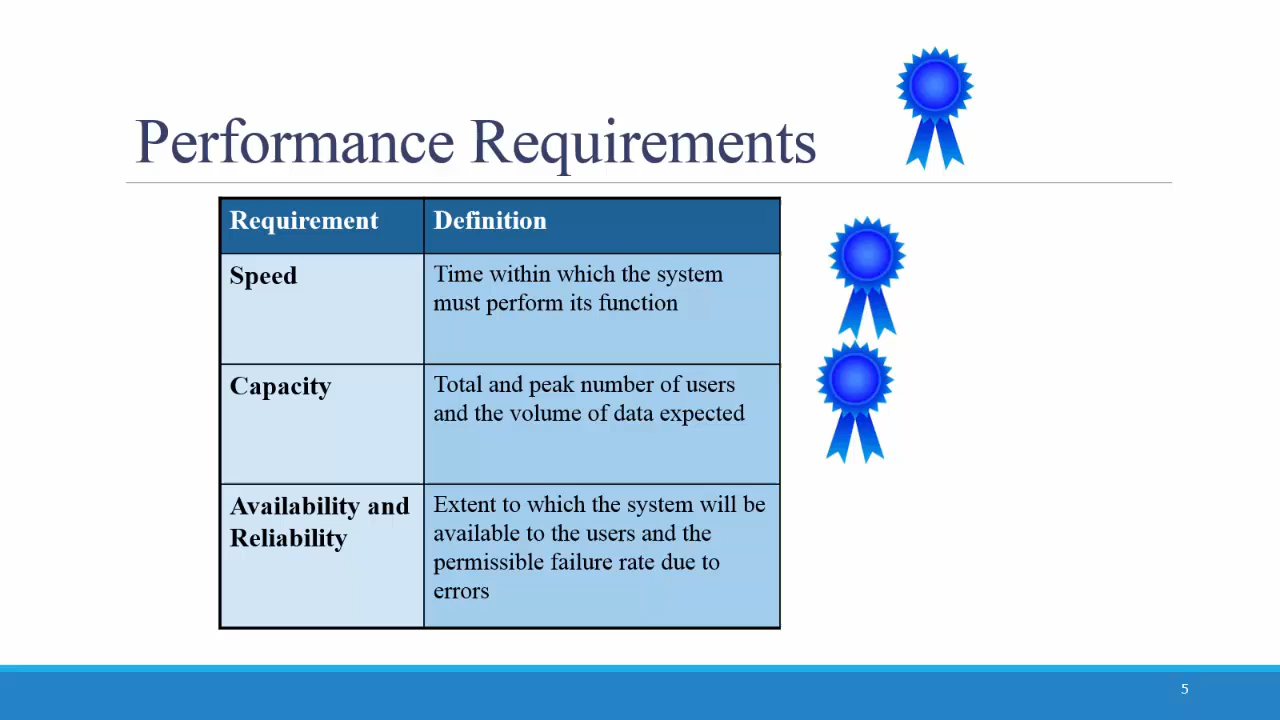 Performance Requirements
Requirement
Definition
Speed
Time within which the system
must perform its function
Capacity
Total and peak number of users
and the volume of data expected
Availability and
Reliability
Extent to which the system will be
available to the users and the
permissible failure rate due to
errors
5